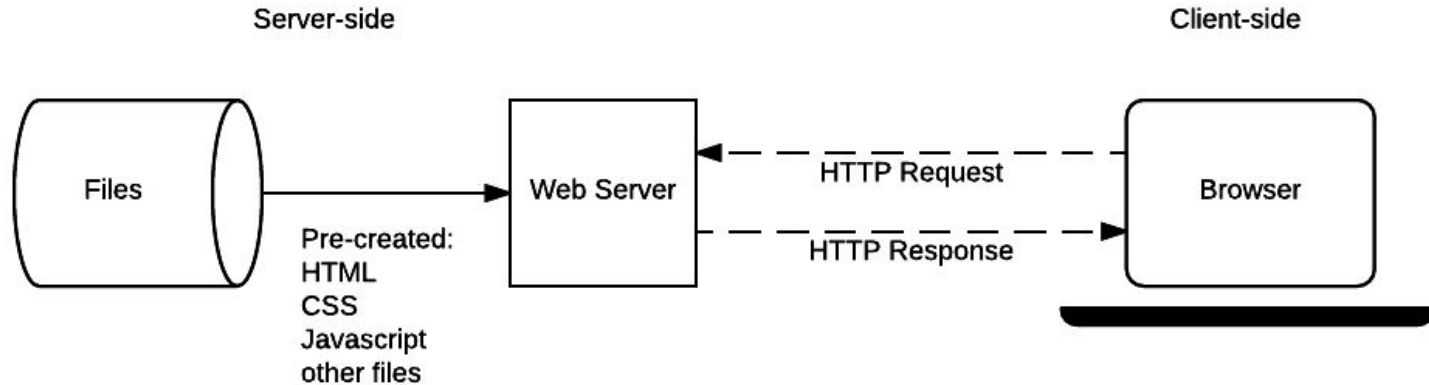 Server-side
Client-side
Files
Web Server
HTTP Request
Browser
HTTP Response
Pre-created:
HTML
CSS
Javascript
other files